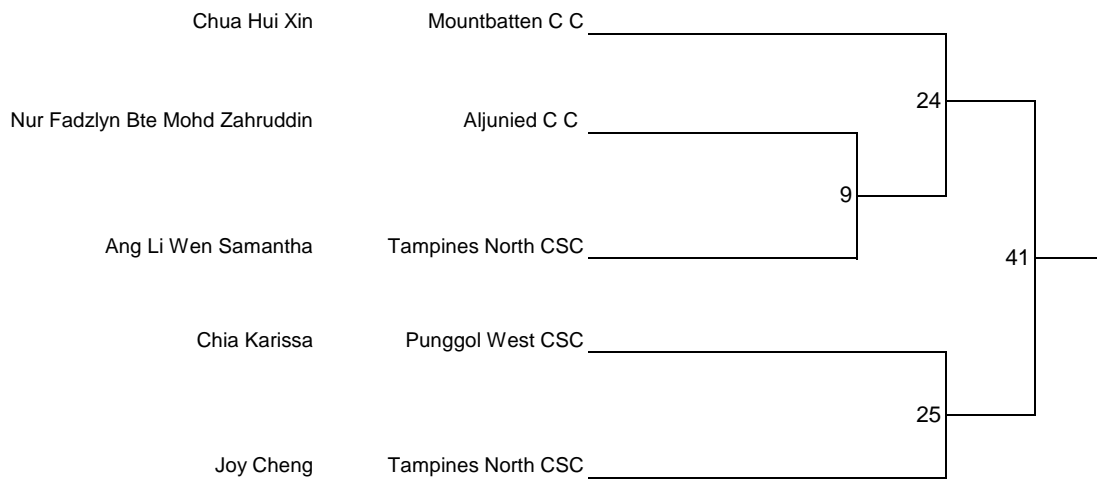 Chua Hui Xin Mountbatten C C
24
Nur Fadzlyn Bte Mohd Zahruddin Aljunied C C
9
Ang Li Wen Samantha Tampines North CSC
41
Chia Karissa Punggol West CSC
25
Joy Cheng Tampines North CSC